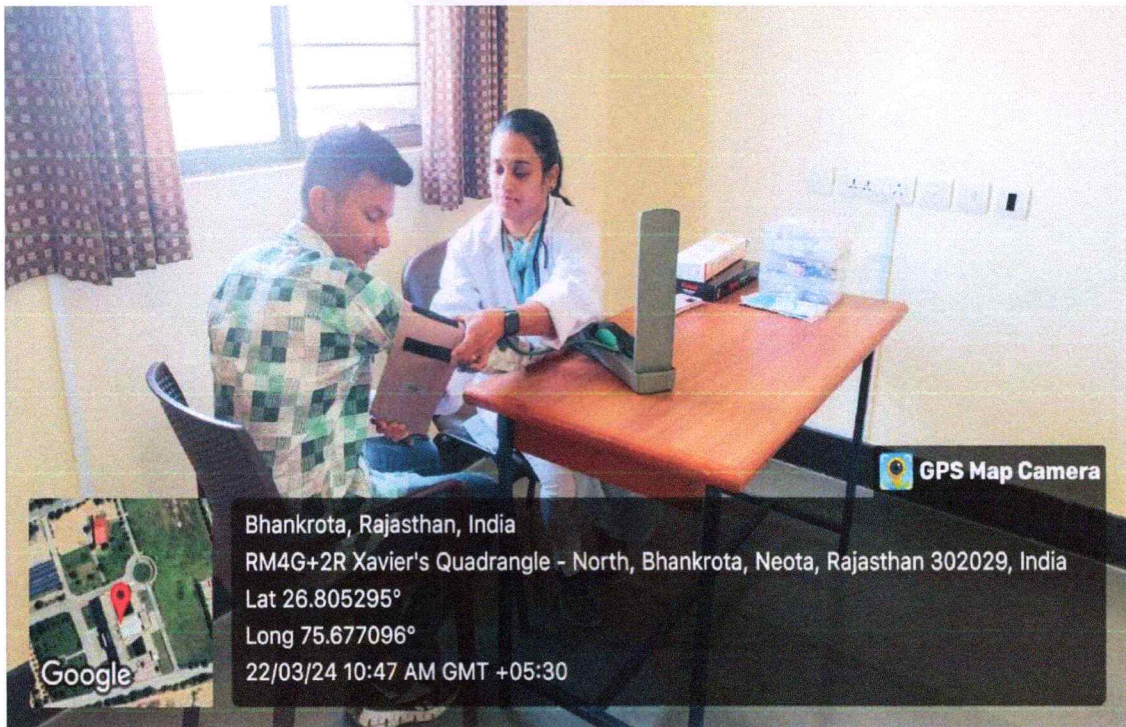 GPS Map Camera
Bhankrota, Rajasthan, India
RM4G+2R Xavier's Quadrangle - North, Bhankrota, Neota, Rajasthan 302029, India
Lat 26.805295°
Long 75.677096°
22/03/24 10:47 AM GMT +05:30
Google